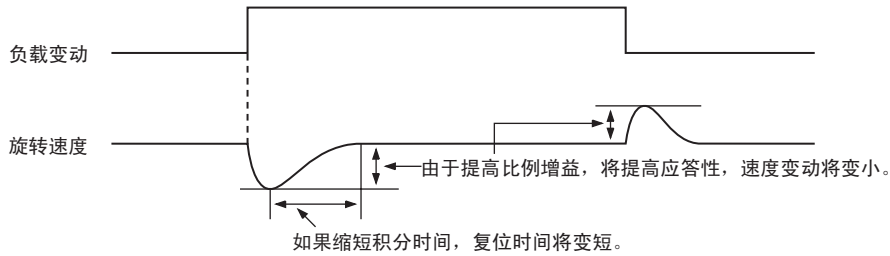 负载变动
旋转速度
由于提高比例增益，将提高应答性，速度变动将变小。
如果缩短积分时间，复位时间将变短。